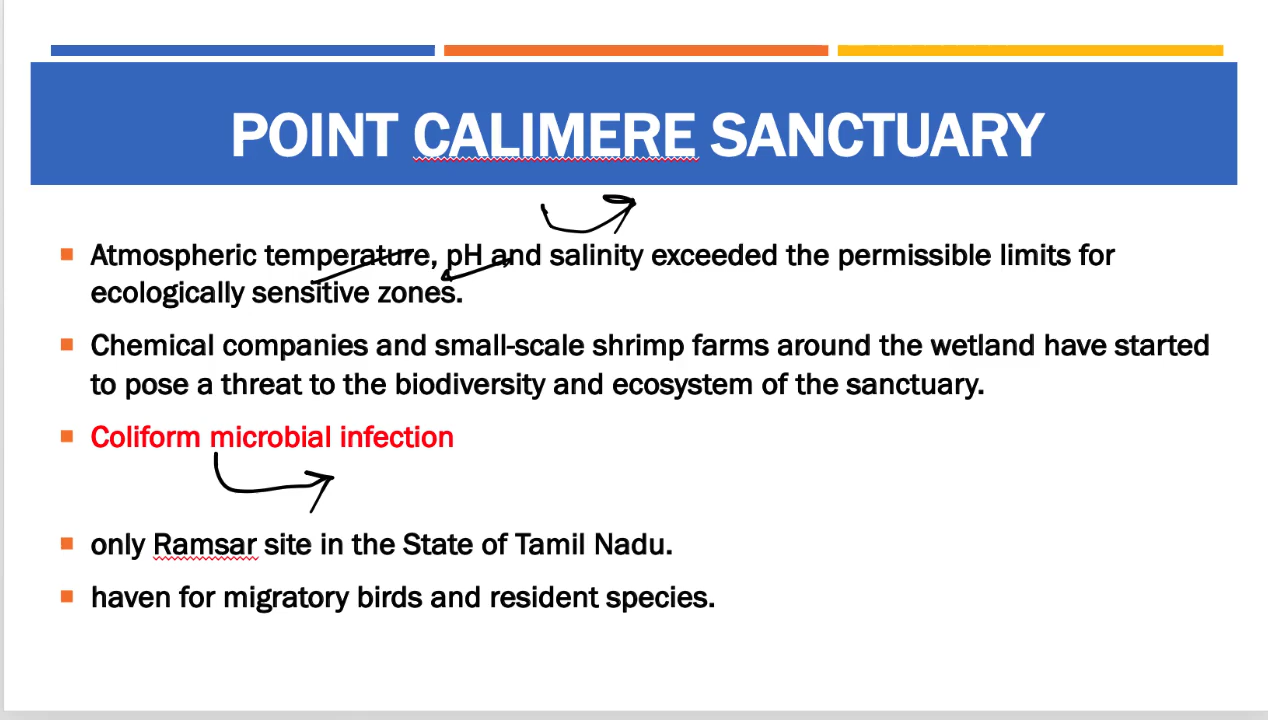 POINT CALIMERE SANCTUARY
Atmospheric temperature, pH and salinity exceeded the permissible limits for
ecologically sensitive zones.
Chemical companies and small-scale shrimp farms around the wetland have started
to pose a threat to the biodiversity and ecosystem of the sanctuary.
Coliform microbial infection
only Ramsar site in the State of Tamil Nadu.
haven for migratory birds and resident species.